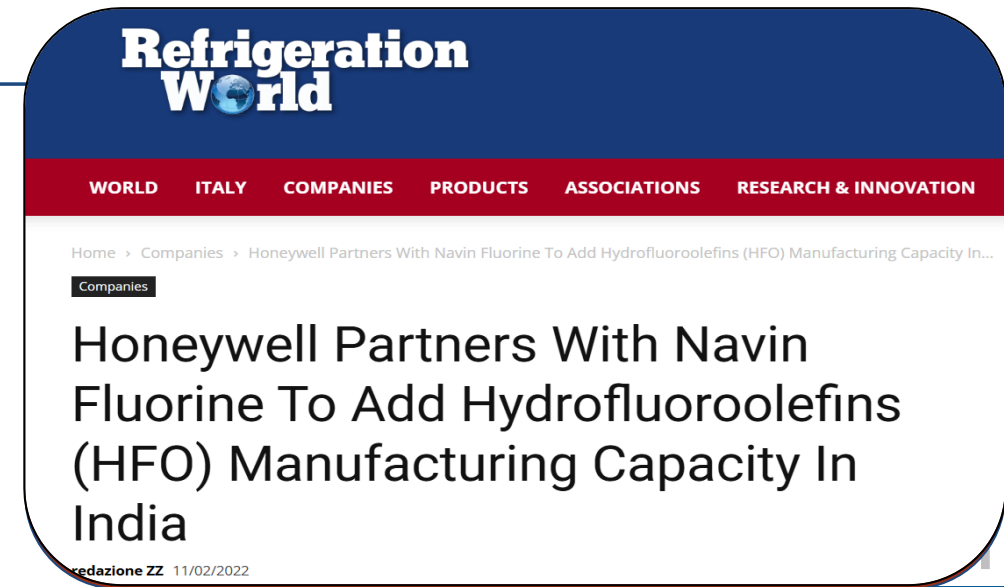 Refrigeration
World
WORLD ITALY COMPANIES PRODUCTS ASSOCIATIONS RESEARCH & INNOVATION
Home › Companies › Honeywell Partners With Navin Fluorine To Add Hydrofluoroolefins (HFO) Manufacturing Capacity In...
Companies
Honeywell Partners With Navin
Fluorine To Add Hydrofluoroolefins
(HFO) Manufacturing Capacity In
India
redazione ZZ 11/02/2022